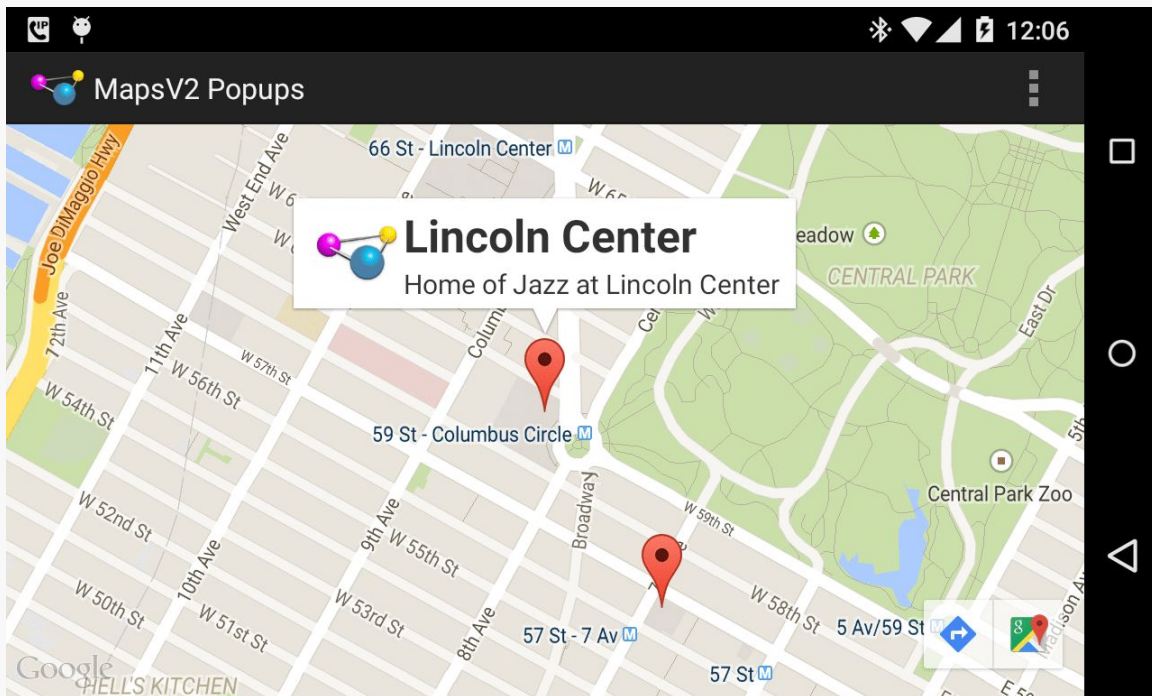 12:06
MapsV2 Popups
66 St - Lincoln Center M
Joe DiMaggio Hwy
West End Ave
Lincoln Center
Home of Jazz at Lincoln Center
CENTRAL PARK
East Dr
12th Ave
11th Ave
W 57th St
W 56th St
W 54th St
59 St - Columbus Circle M
Central Park Zoo
W 52nd St
9th Ave
Broadway
W 59th St
W 55th St
10th Ave
W 50th St
W 51st St
W 53rd St
8th Ave
57 St - 7 Av M
W 58th St
5 Av/59 St
57 St M
Google
HELL'S KITCHEN